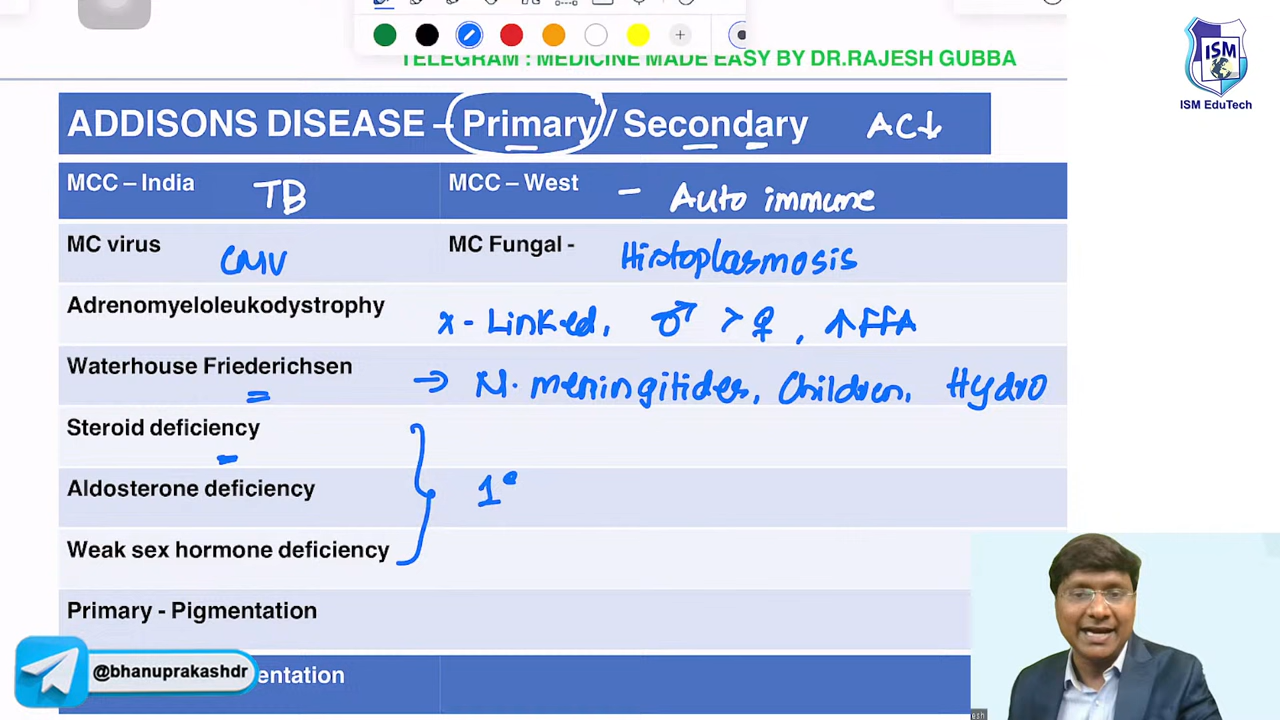 TELEGRAM : MEDICINE MADE EASY BY DR.RAJESH GUBBA
ISM
ISM EduTech
ADDISONS DISEASE – Primary / Secondary AC↓
MCC – India TB MCC – West – Auto immune
MC virus CMV MC Fungal - Histoplasmosis
Adrenomyeloleukodystrophy x - Linked, ♂ > ♀, ↑FFA
Waterhouse Friederichsen → N. meningitides, Children, Hydro
Steroid deficiency
Aldosterone deficiency 1°
Weak sex hormone deficiency
Primary - Pigmentation
@bhanuprakashdr entation